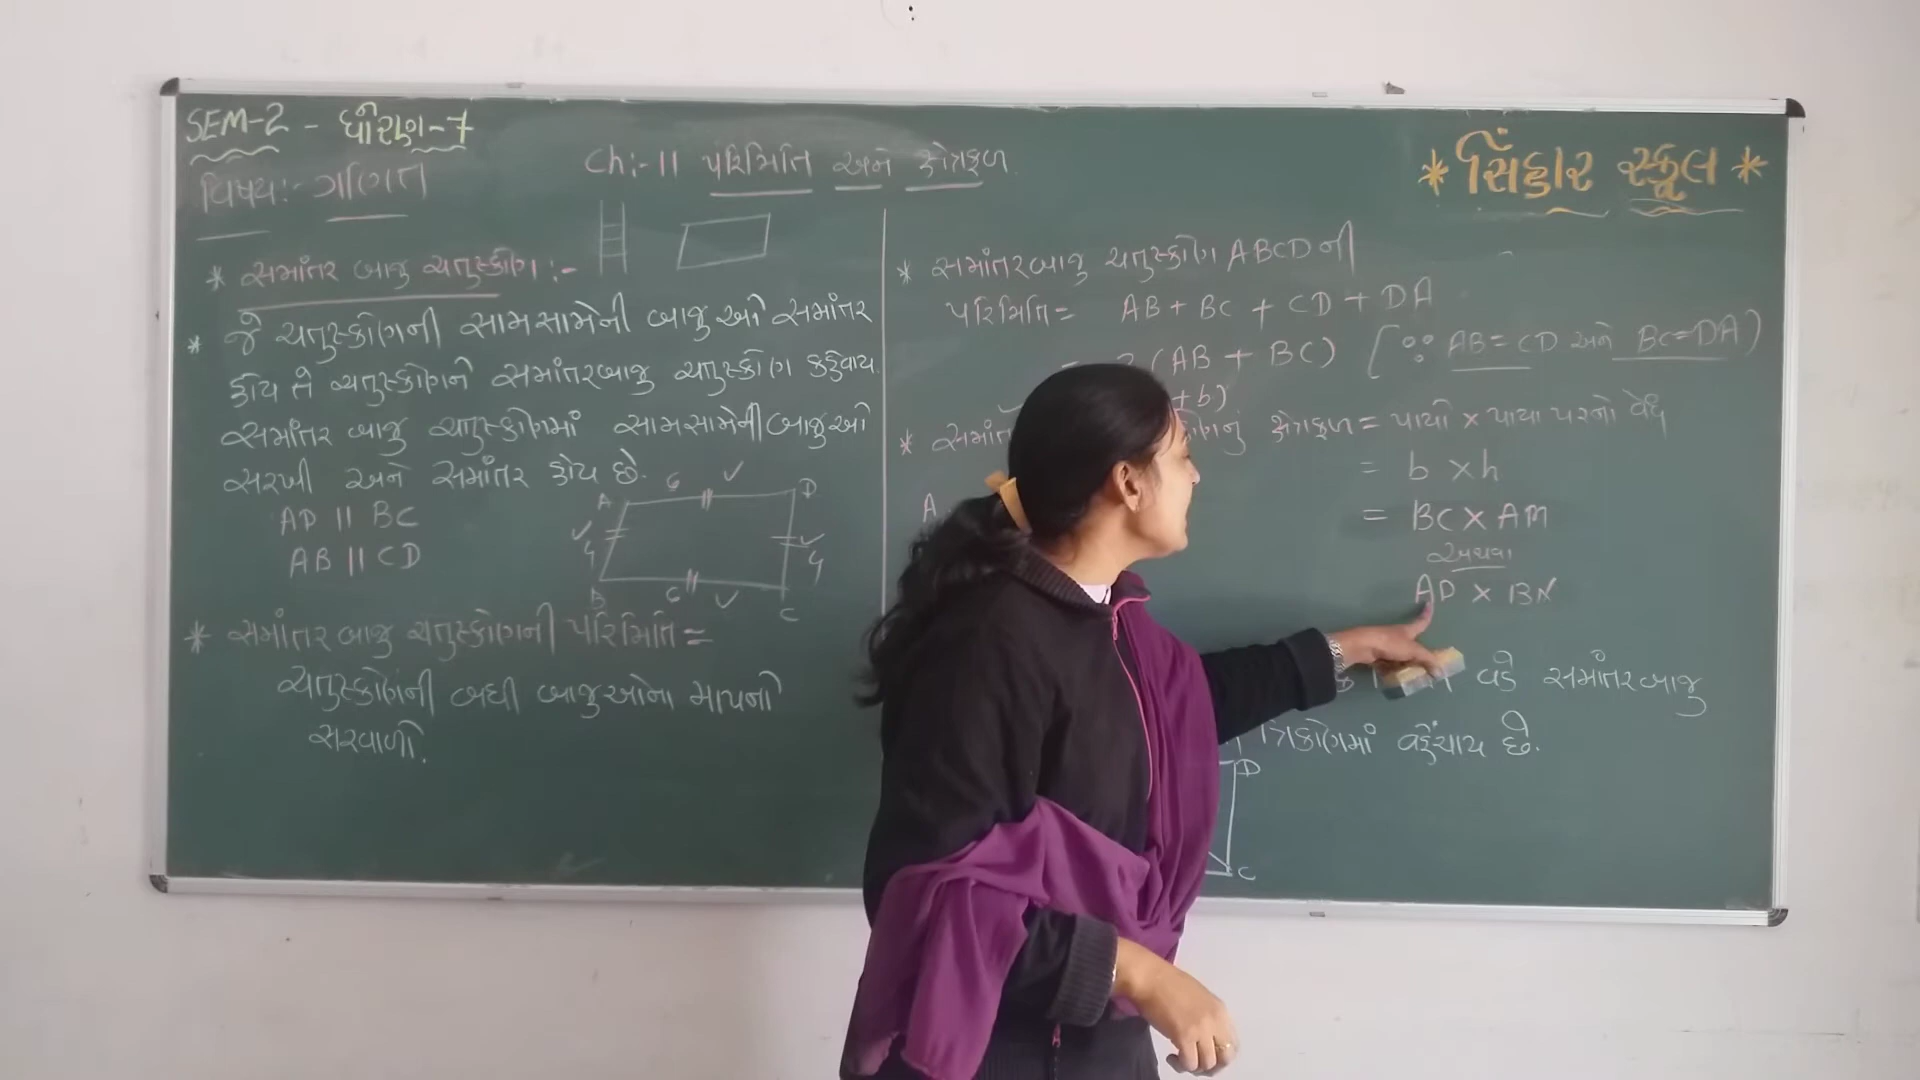 SEM-2 - ધોરણ-7
વિષય:- ગણિત
Ch:-11 પરિમિતિ અને ક્ષેત્રફળ.
* સિંહાર સ્કૂલ *
* સમાંતર બાજુ ચતુષ્કોણ:-
* જે ચતુષ્કોણની સામસામેની બાજુઓ સમાંતર
હોય તે ચતુષ્કોણને સમાંતરબાજુ ચતુષ્કોણ કહેવાય
સમાંતર બાજુ ચતુષ્કોણમાં સામસામેની બાજુઓ
સરખી અને સમાંતર હોય છે.
AD || BC
AB || CD
A 6 D
4 4
B 6 C
* સમાંતર બાજુ ચતુષ્કોણની પરિમિતિ =
ચતુષ્કોણની બધી બાજુઓના માપનો
સરવાળો.
* સમાંતરબાજુ ચતુષ્કોણ ABCD ની
પરિમિતિ = AB + BC + CD + DA
= 2 (AB + BC) [∵ AB = CD અને BC = DA)
+ b)
* ક્ષેત્રફળ = પાયો × પાયા પરનો વેધ
= b × h
= BC × AM
અથવા
AD × BN
A
વડે સમાંતરબાજુ
ત્રિકોણમાં વહેંચાય છે.
D
C